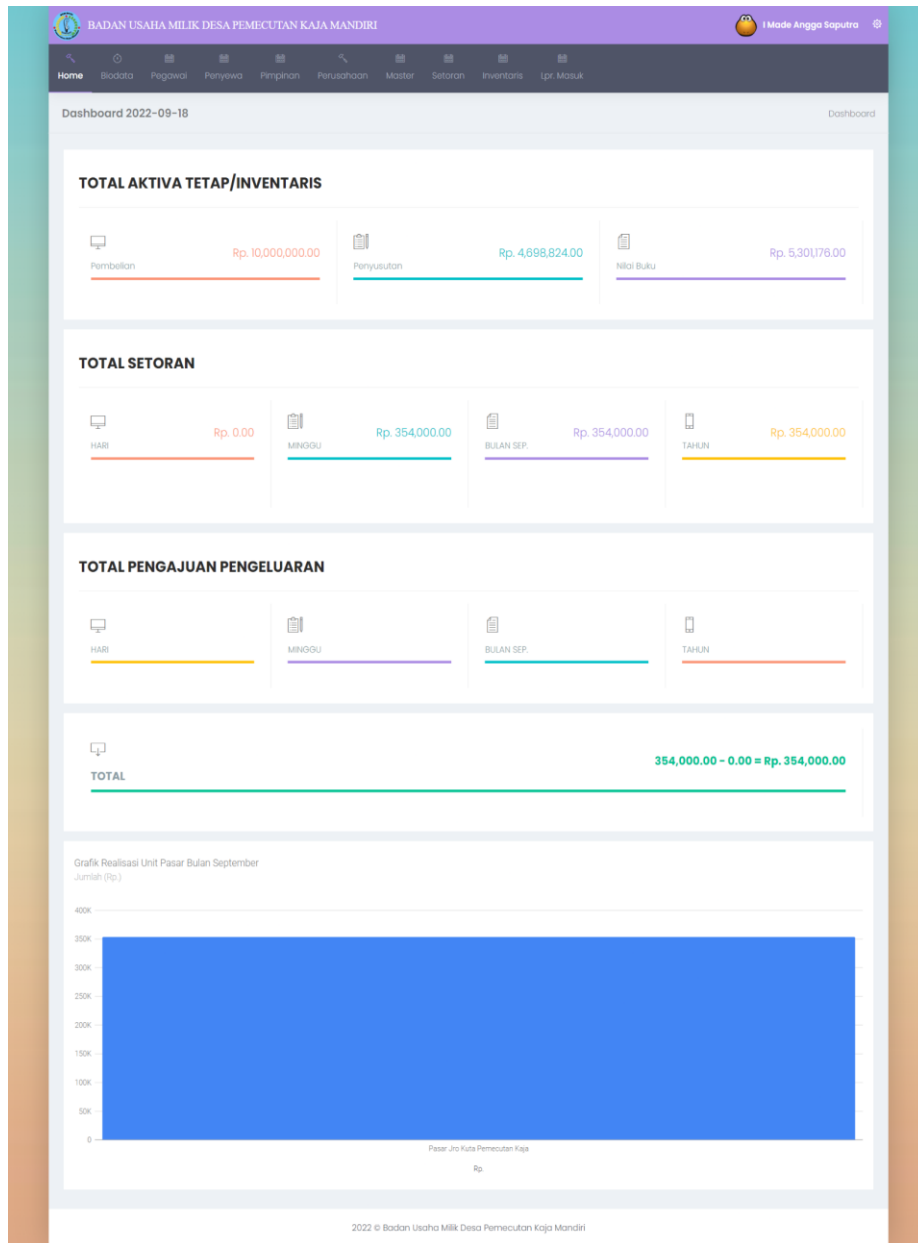 BADAN USAHA MILIK DESA PEMECUTAN KAJA MANDIRI
I Made Angga Saputra
Home Biodata Pegawai Penyewa Pimpinan Perusahaan Master Setoran Inventaris Lpr. Masuk
Dashboard 2022-09-18
Dashboard
TOTAL AKTIVA TETAP/INVENTARIS
Pembelian
Rp. 10,000,000.00
Penyusutan
Rp. 4,698,824.00
Nilai Buku
Rp. 5,301,176.00
TOTAL SETORAN
HARI
Rp. 0.00
MINGGU
Rp. 354,000.00
BULAN SEP.
Rp. 354,000.00
TAHUN
Rp. 354,000.00
TOTAL PENGAJUAN PENGELUARAN
HARI
MINGGU
BULAN SEP.
TAHUN
TOTAL
354,000.00 - 0.00 = Rp. 354,000.00
Grafik Realisasi Unit Pasar Bulan September
Jumlah (Rp.)
400K
350K
300K
250K
200K
150K
100K
50K
0
Pasar Jro Kuta Pemecutan Kaja
Rp.
2022 © Badan Usaha Milik Desa Pemecutan Kaja Mandiri